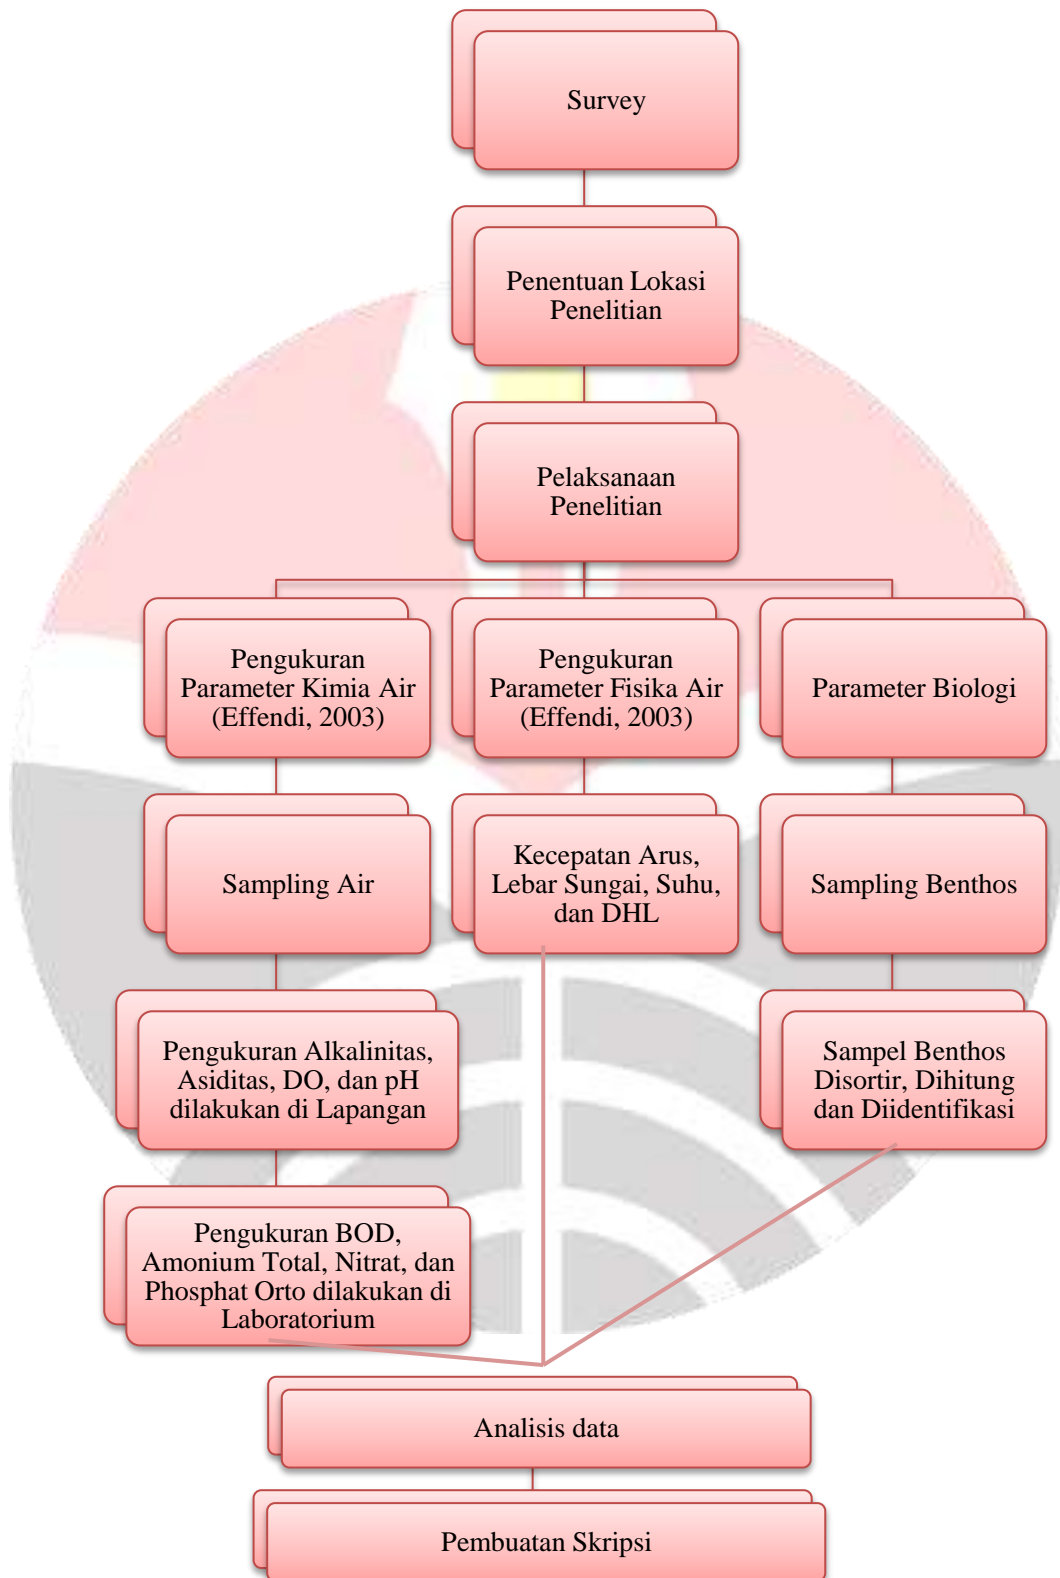 Survey
Penentuan Lokasi
Penelitian
Pelaksanaan
Penelitian
Pengukuran
Parameter Kimia Air
(Effendi, 2003)
Pengukuran
Parameter Fisika Air
(Effendi, 2003)
Parameter Biologi
Sampling Air
Kecepatan Arus,
Lebar Sungai, Suhu,
dan DHL
Sampling Benthos
Pengukuran Alkalinitas,
Asiditas, DO, dan pH
dilakukan di Lapangan
Sampel Benthos
Disortir, Dihitung
dan Diidentifikasi
Pengukuran BOD,
Amonium Total, Nitrat, dan
Phosphat Orto dilakukan di
Laboratorium
Analisis data
Pembuatan Skripsi